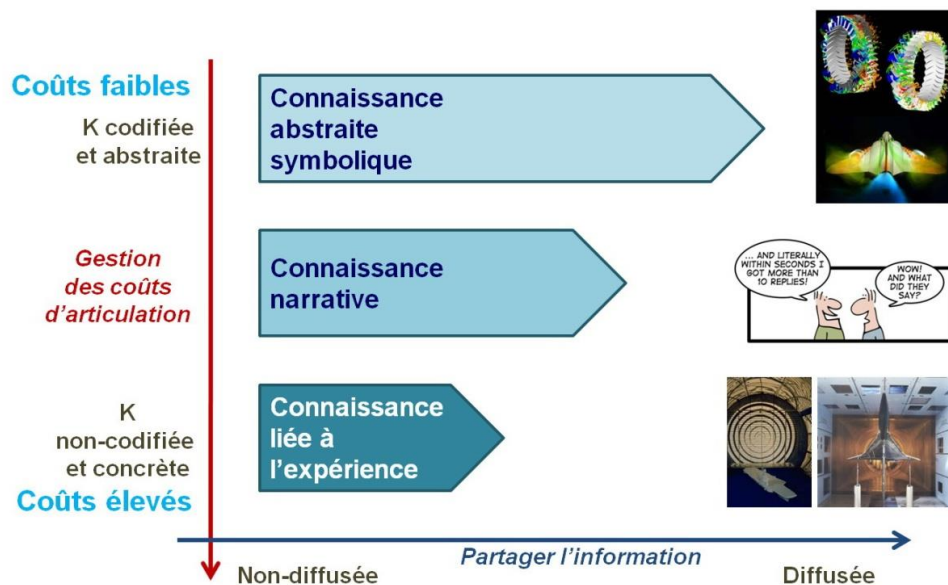 Coûts faibles
K codifiée
et abstraite
Connaissance
abstraite
symbolique
Gestion
des coûts
d'articulation
Connaissance
narrative
... AND LITERALLY
WITHIN SECONDS I
GOT MORE THAN
10 REPLIES!
WOW!
AND WHAT
DID THEY
SAY?
K
non-codifiée
et concrète
Coûts élevés
Connaissance
liée à
l'expérience
Partager l'information
Non-diffusée
Diffusée